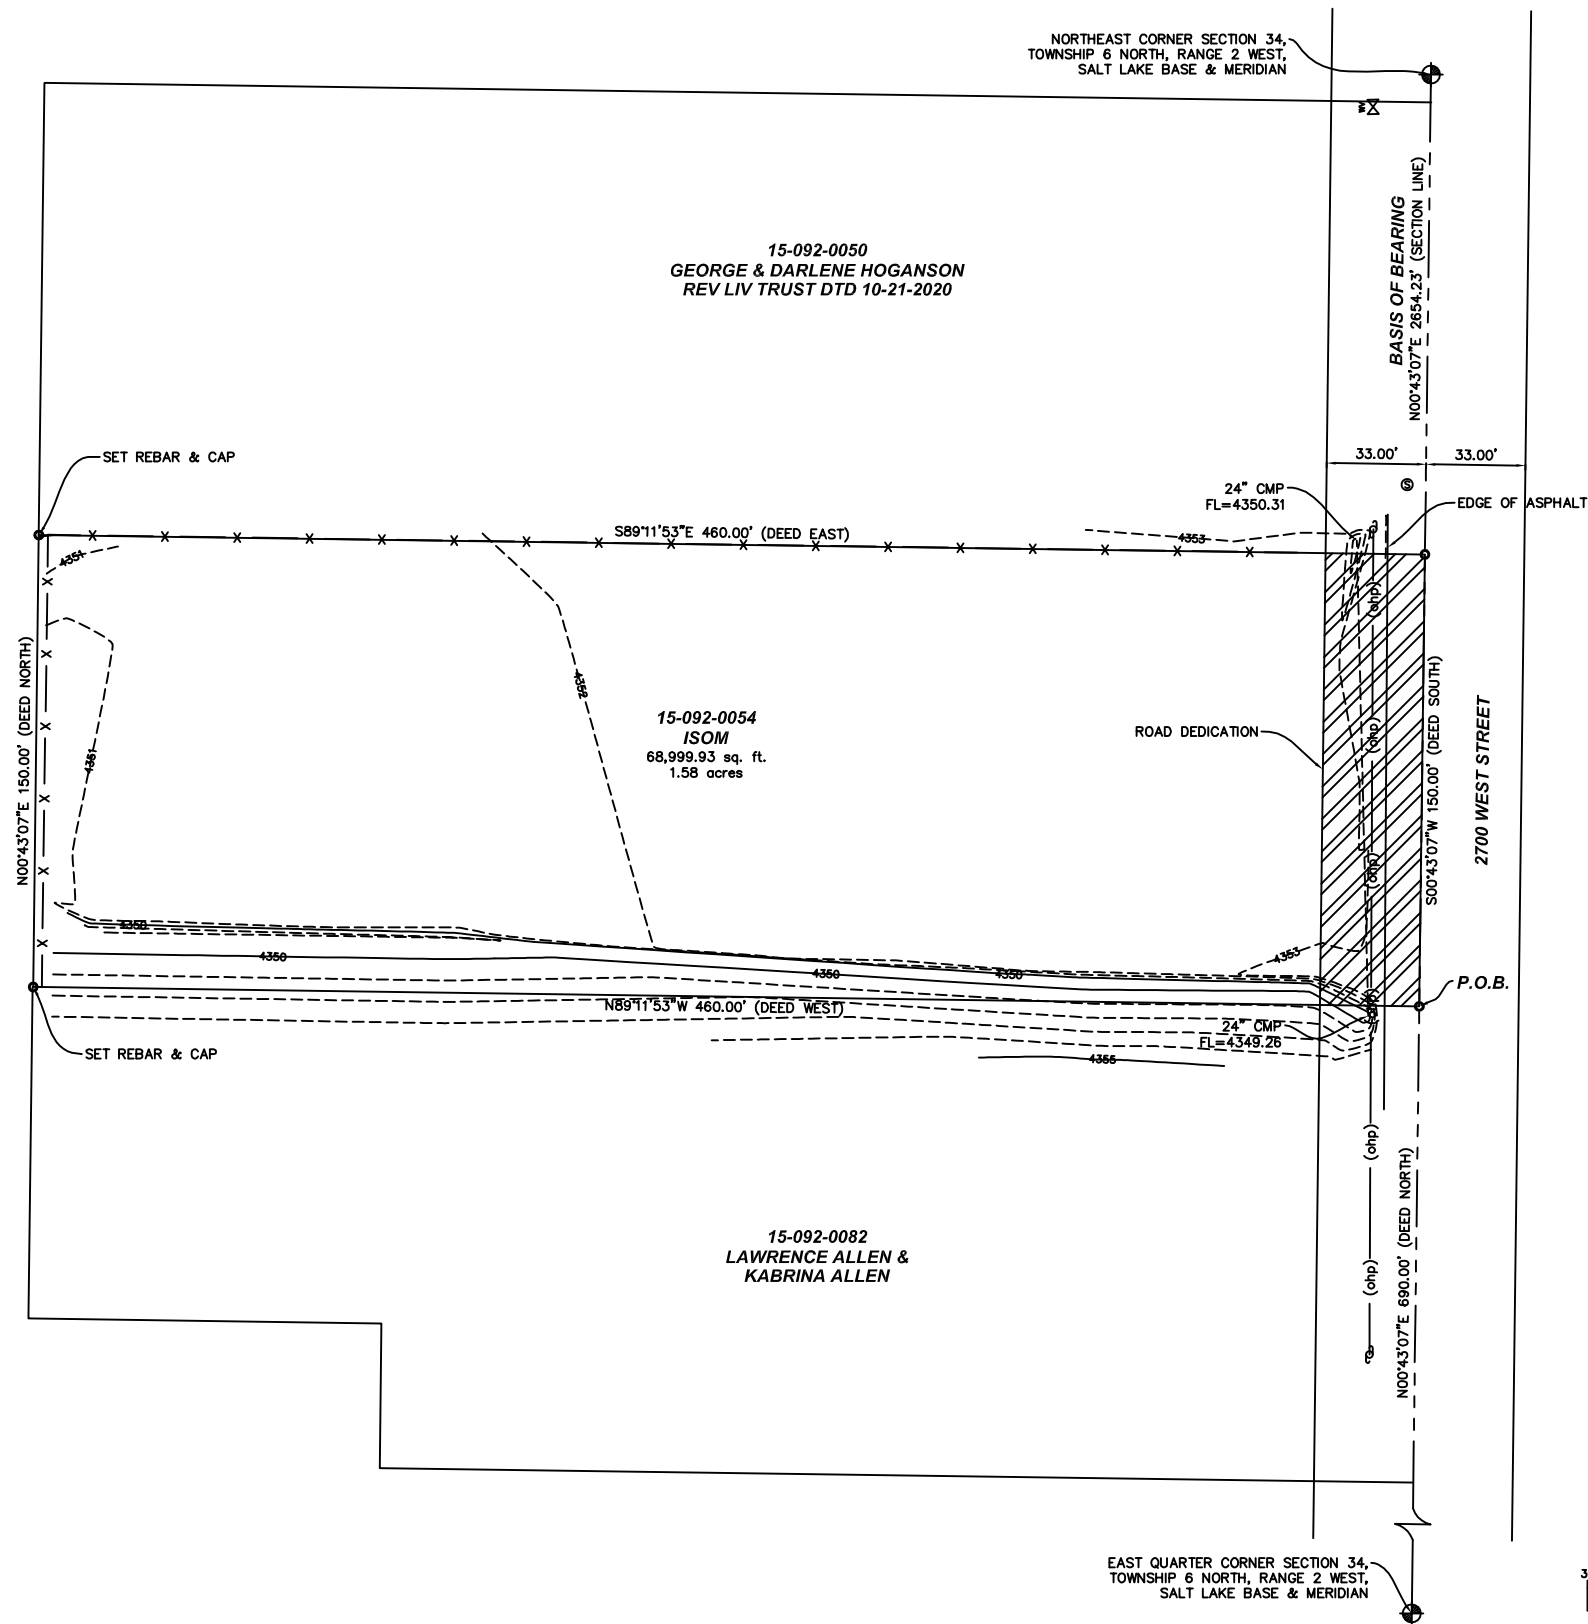 NORTHEAST CORNER SECTION 34,
TOWNSHIP 6 NORTH, RANGE 2 WEST,
SALT LAKE BASE & MERIDIAN
WV
15-092-0050
GEORGE & DARLENE HOGANSON
REV LIV TRUST DTD 10-21-2020
BASIS OF BEARING
N00°43'07"E 2654.23' (SECTION LINE)
SET REBAR & CAP
33.00'
33.00'
24" CMP
FL=4350.31
S
EDGE OF ASPHALT
S89°11'53"E 460.00' (DEED EAST)
4353
4351
(ohp)
N00°43'07"E 150.00' (DEED NORTH)
4352
15-092-0054
ISOM
68,999.93 sq. ft.
1.58 acres
ROAD DEDICATION
(ohp)
S00°43'07"W 150.00' (DEED SOUTH)
2700 WEST STREET
4351
(ohp)
4350
4350
4350
4350
4353
P.O.B.
(ohp)
N89°11'53"W 460.00' (DEED WEST)
24" CMP
FL=4349.26
SET REBAR & CAP
4355
(ohp)
15-092-0082
LAWRENCE ALLEN &
KABRINA ALLEN
(ohp)
N00°43'07"E 690.00' (DEED NORTH)
EAST QUARTER CORNER SECTION 34,
TOWNSHIP 6 NORTH, RANGE 2 WEST,
SALT LAKE BASE & MERIDIAN
3